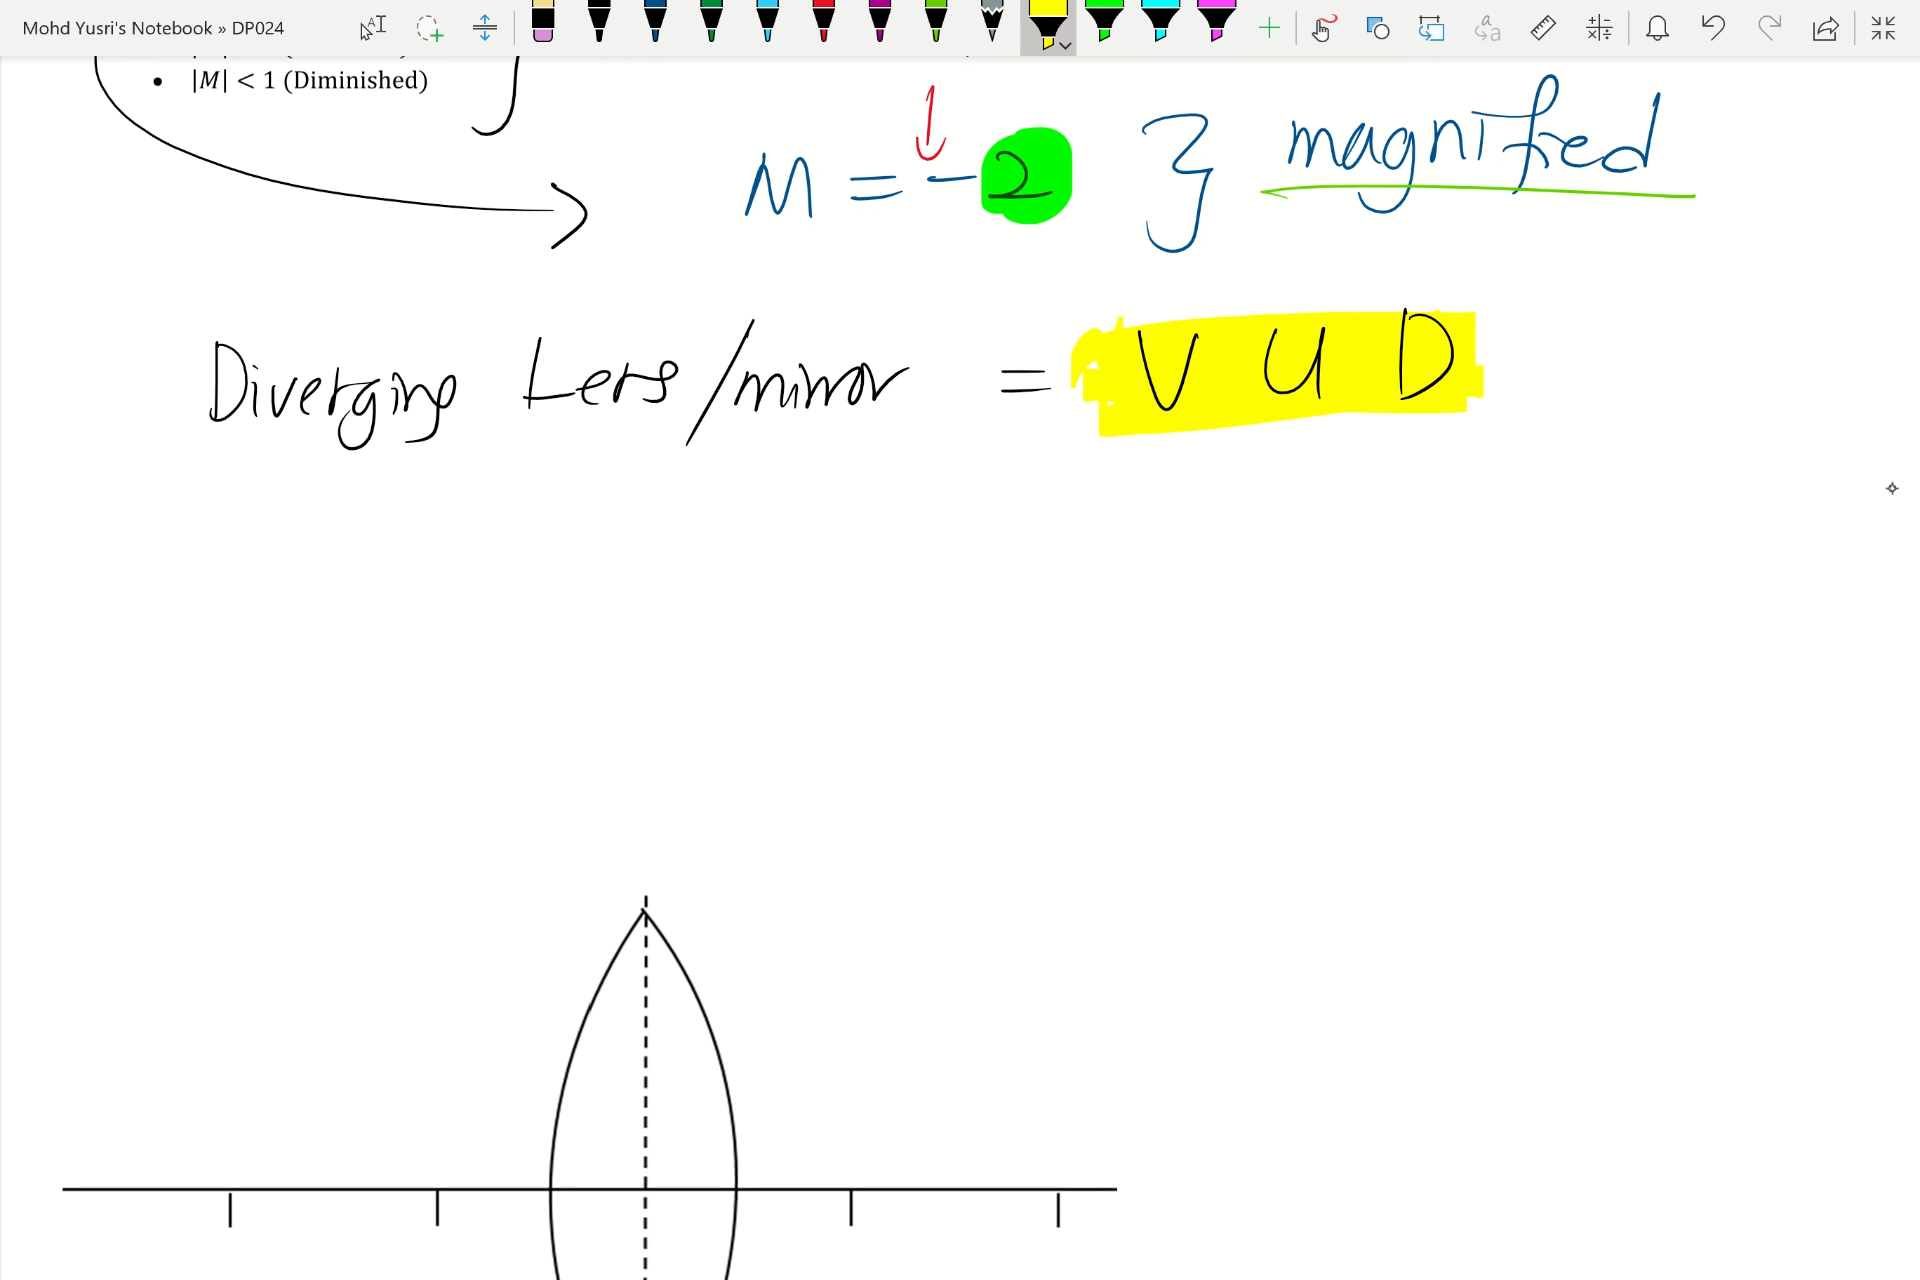 Mohd Yusri's Notebook » DP024
• |M| < 1 (Diminished)
M = -2 } magnified
Diverging Lens/mirror = V U D